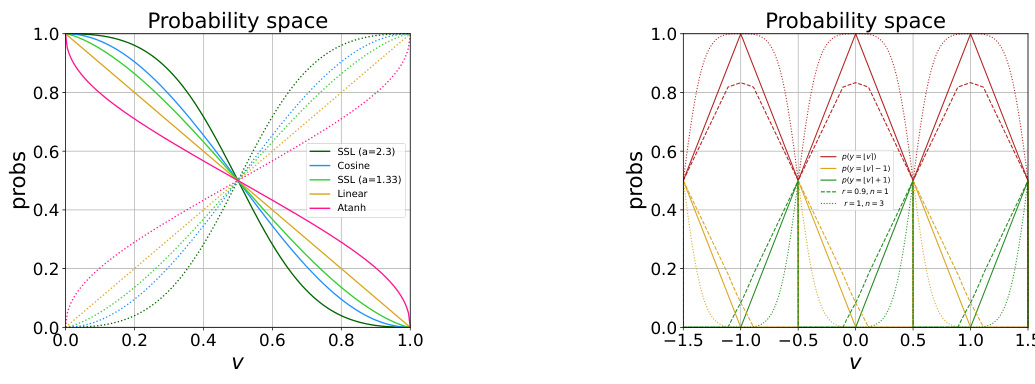 Probability space
1.0
0.8
0.6
0.4
0.2
0.0
0.0 0.2 0.4 0.6 0.8 1.0
probs
v
SSL (a=2.3)
Cosine
SSL (a=1.33)
Linear
Atanh
Probability space
1.0
0.8
0.6
0.4
0.2
0.0
−1.5 −1.0 −0.5 0.0 0.5 1.0 1.5
probs
v
p(y=⌊v⌉)
p(y=⌊v⌉−1)
p(y=⌊v⌉+1)
r=0.9, n=1
r=1, n=3